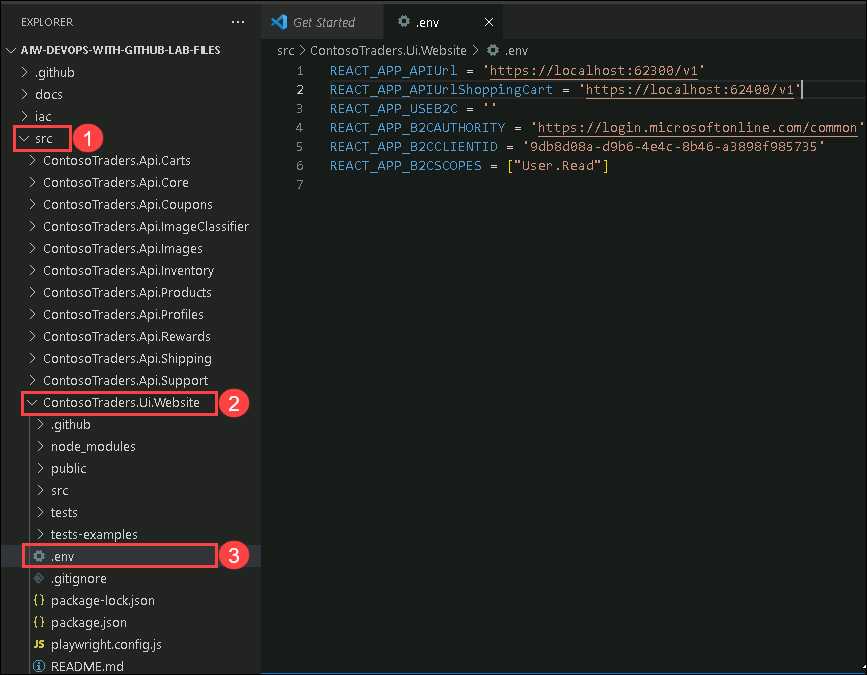 EXPLORER
AIW-DEVOPS-WITH-GITHUB-LAB-FILES
.github
docs
iac
src
1
ContosoTraders.Api.Carts
ContosoTraders.Api.Core
ContosoTraders.Api.Coupons
ContosoTraders.Api.ImageClassifier
ContosoTraders.Api.Images
ContosoTraders.Api.Inventory
ContosoTraders.Api.Products
ContosoTraders.Api.Profiles
ContosoTraders.Api.Rewards
ContosoTraders.Api.Shipping
ContosoTraders.Api.Support
ContosoTraders.Ui.Website
2
.github
node_modules
public
src
tests
tests-examples
.env
3
.gitignore
{} package-lock.json
{} package.json
JS playwright.config.js
README.md
Get Started
.env
src > ContosoTraders.Ui.Website > .env
1 REACT_APP_APIUrl = 'https://localhost:62300/v1'
2 REACT_APP_APIUrlShoppingCart = 'https://localhost:62400/v1'
3 REACT_APP_USEB2C = ''
4 REACT_APP_B2CAUTHORITY = 'https://login.microsoftonline.com/common'
5 REACT_APP_B2CCLIENTID = '9db8d08a-d9b6-4e4c-8b46-a3898f985735'
6 REACT_APP_B2CSCOPES = ["User.Read"]
7